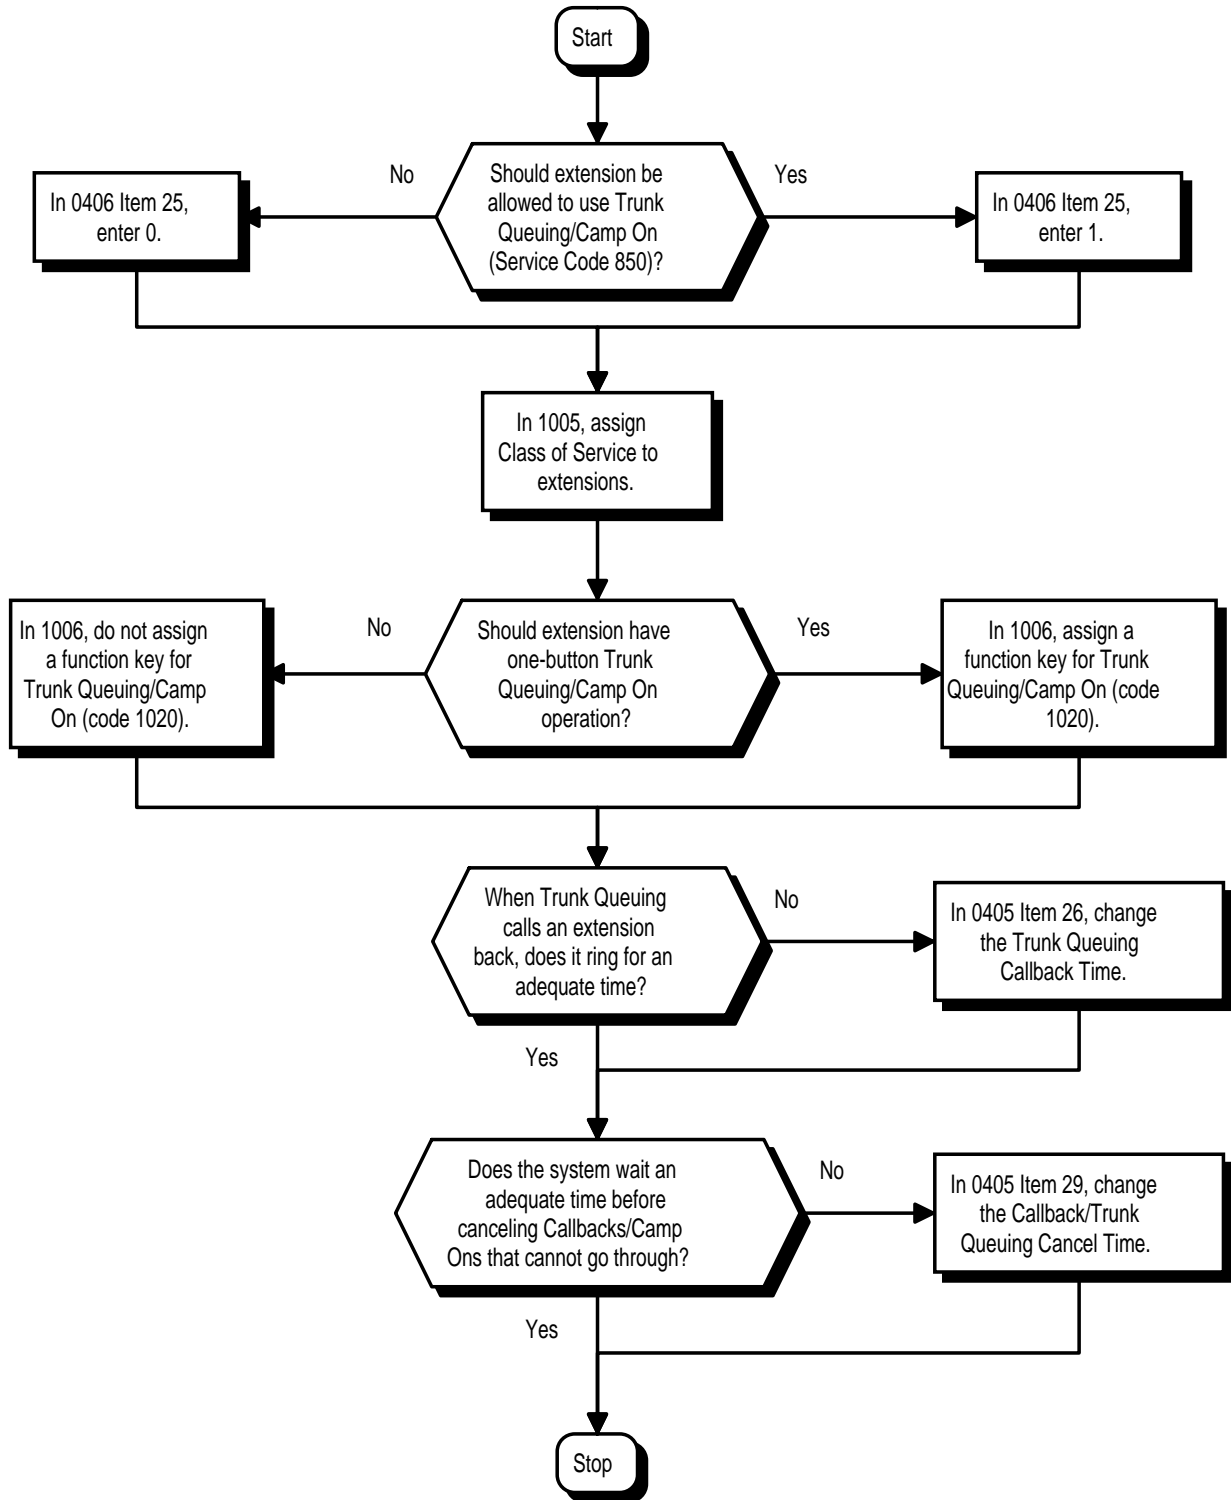 Start
No
Should extension be
allowed to use Trunk
Queuing/Camp On
(Service Code 850)?
Yes
In 0406 Item 25,
enter 0.
In 0406 Item 25,
enter 1.
In 1005, assign
Class of Service to
extensions.
In 1006, do not assign
a function key for
Trunk Queuing/Camp
On (code 1020).
No
Should extension have
one-button Trunk
Queuing/Camp On
operation?
Yes
In 1006, assign a
function key for Trunk
Queuing/Camp On (code
1020).
When Trunk Queuing
calls an extension
back, does it ring for an
adequate time?
No
In 0405 Item 26, change
the Trunk Queuing
Callback Time.
Yes
Does the system wait an
adequate time before
canceling Callbacks/Camp
Ons that cannot go through?
No
In 0405 Item 29, change
the Callback/Trunk
Queuing Cancel Time.
Yes
Stop